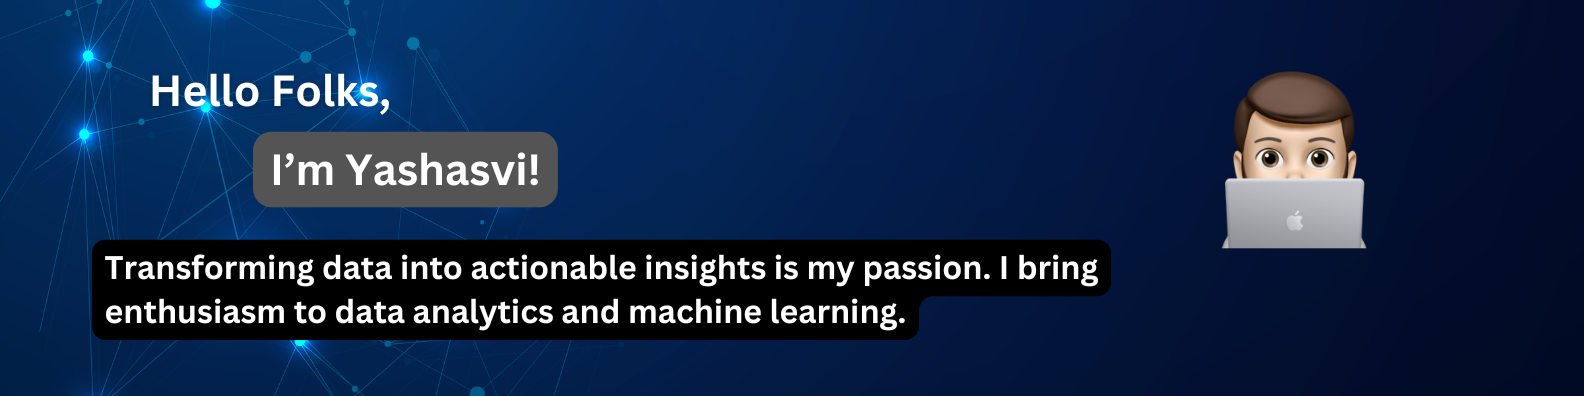 Hello Folks,
I’m Yashasvi!
Transforming data into actionable insights is my passion. I bring
enthusiasm to data analytics and machine learning.